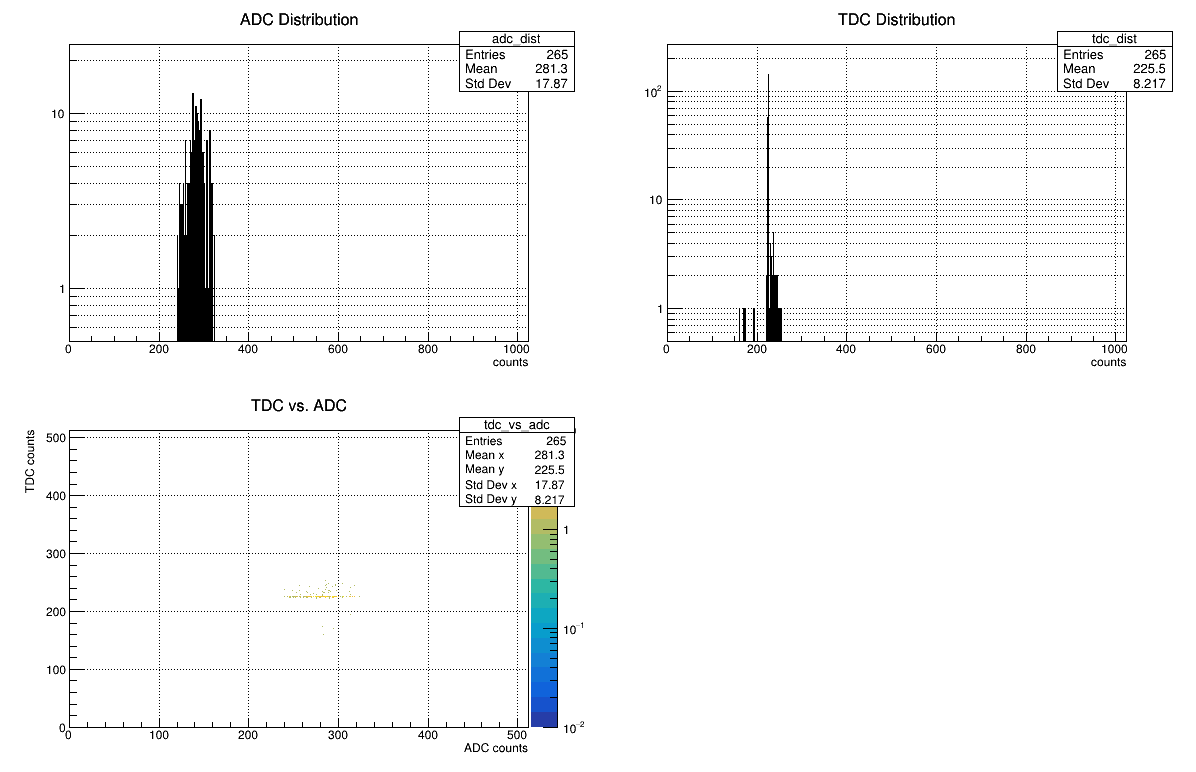 ADC Distribution
adc_dist
Entries 265
Mean 281.3
Std Dev 17.87
10
1
0 200 400 600 800 1000
counts
TDC Distribution
tdc_dist
Entries 265
Mean 225.5
Std Dev 8.217
10²
10
1
0 200 400 600 800 1000
counts
TDC vs. ADC
tdc_vs_adc
Entries 265
Mean x 281.3
Mean y 225.5
Std Dev x 17.87
Std Dev y 8.217
TDC counts
500
400
300
200
100
0
0 100 200 300 400 500
ADC counts
1
10⁻¹
10⁻²